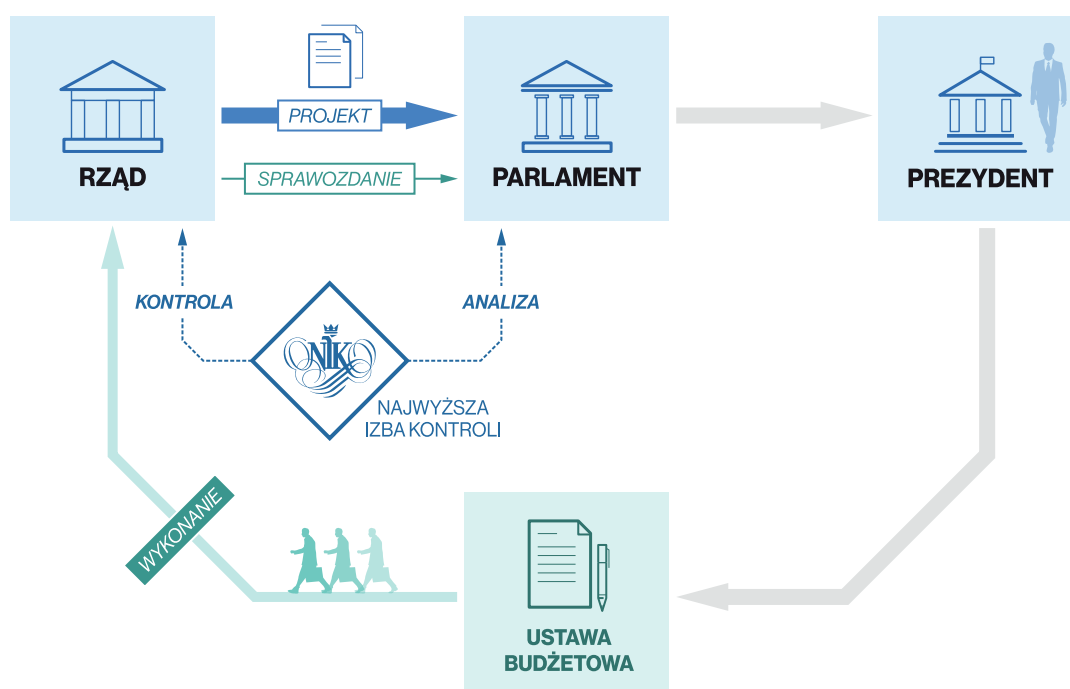 PROJEKT
SPRAWOZDANIE
RZĄD
PARLAMENT
PREZYDENT
KONTROLA
ANALIZA
NIK
NAJWYŻSZA
IZBA KONTROLI
WYKONANIE
USTAWA
BUDŻETOWA